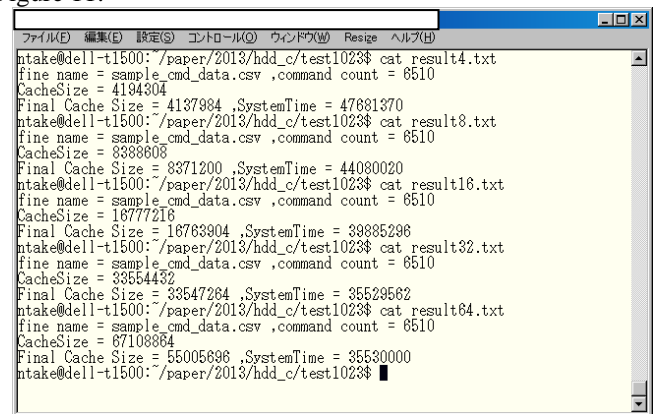 Figure 11.
ファイル(F) 編集(E) 設定(S) コントロール(O) ウィンドウ(W) Resize ヘルプ(H)
ntake@dell-t1500:~/paper/2013/hdd_c/test1023$ cat result4.txt
fine name = sample_cmd_data.csv ,command count = 6510
CacheSize = 4194304
Final Cache Size = 4137984 ,SystemTime = 47681370
ntake@dell-t1500:~/paper/2013/hdd_c/test1023$ cat result8.txt
fine name = sample_cmd_data.csv ,command count = 6510
CacheSize = 8388608
Final Cache Size = 8371200 ,SystemTime = 44080020
ntake@dell-t1500:~/paper/2013/hdd_c/test1023$ cat result16.txt
fine name = sample_cmd_data.csv ,command count = 6510
CacheSize = 16777216
Final Cache Size = 16763904 ,SystemTime = 39885296
ntake@dell-t1500:~/paper/2013/hdd_c/test1023$ cat result32.txt
fine name = sample_cmd_data.csv ,command count = 6510
CacheSize = 33554432
Final Cache Size = 33547264 ,SystemTime = 35529562
ntake@dell-t1500:~/paper/2013/hdd_c/test1023$ cat result64.txt
fine name = sample_cmd_data.csv ,command count = 6510
CacheSize = 67108864
Final Cache Size = 55005696 ,SystemTime = 35530000
ntake@dell-t1500:~/paper/2013/hdd_c/test1023$